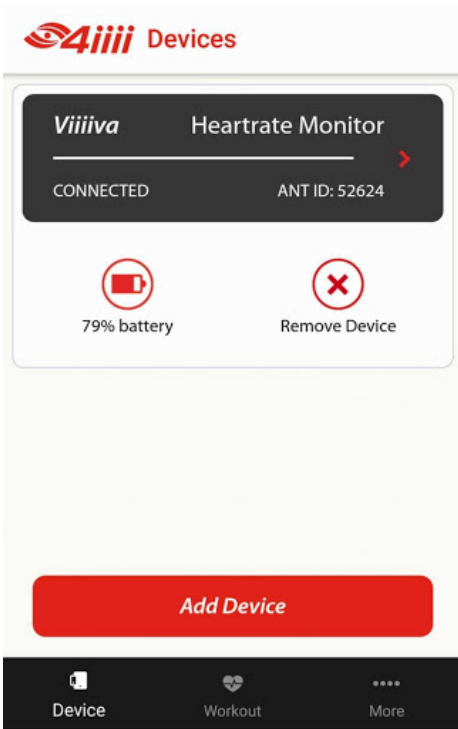 4iiii Devices
Viiiiva Heartrate Monitor
CONNECTED ANT ID: 52624
79% battery Remove Device
Add Device
Device Workout More